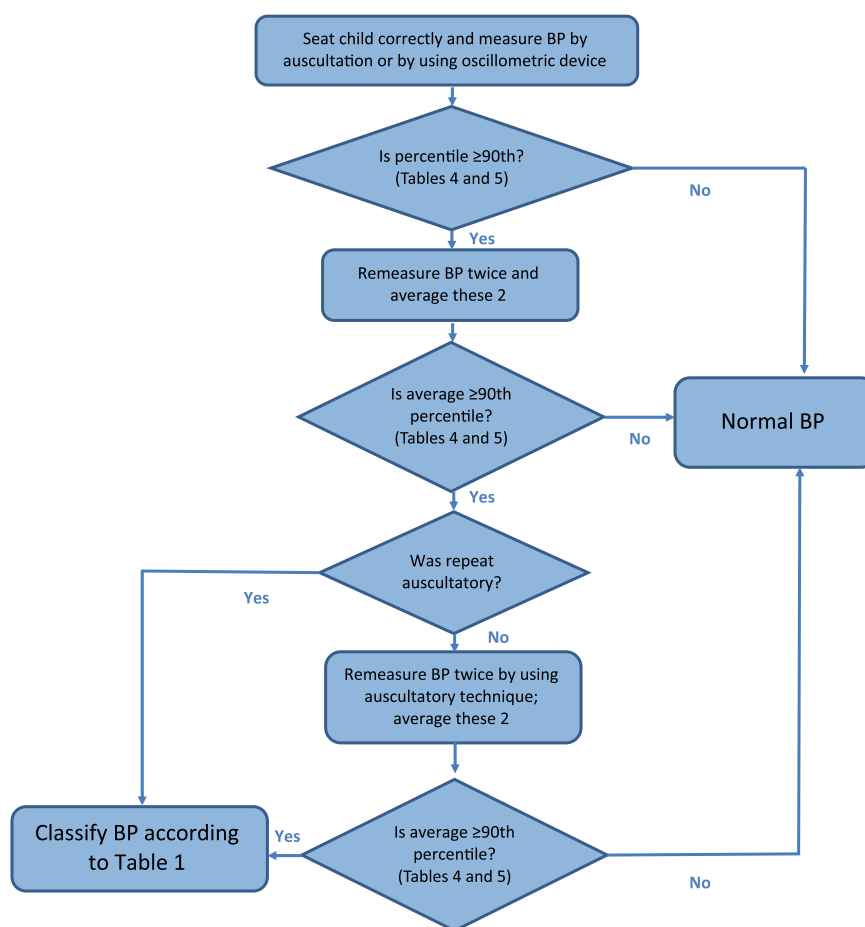 Seat child correctly and measure BP by
auscultation or by using oscillometric device
Is percentile ≥90th?
(Tables 4 and 5)
No
Yes
Remeasure BP twice and
average these 2
Is average ≥90th
percentile?
(Tables 4 and 5)
No
Normal BP
Yes
Was repeat
auscultatory?
Yes
No
Remeasure BP twice by using
auscultatory technique;
average these 2
Is average ≥90th
percentile?
(Tables 4 and 5)
Yes
Classify BP according
to Table 1
No